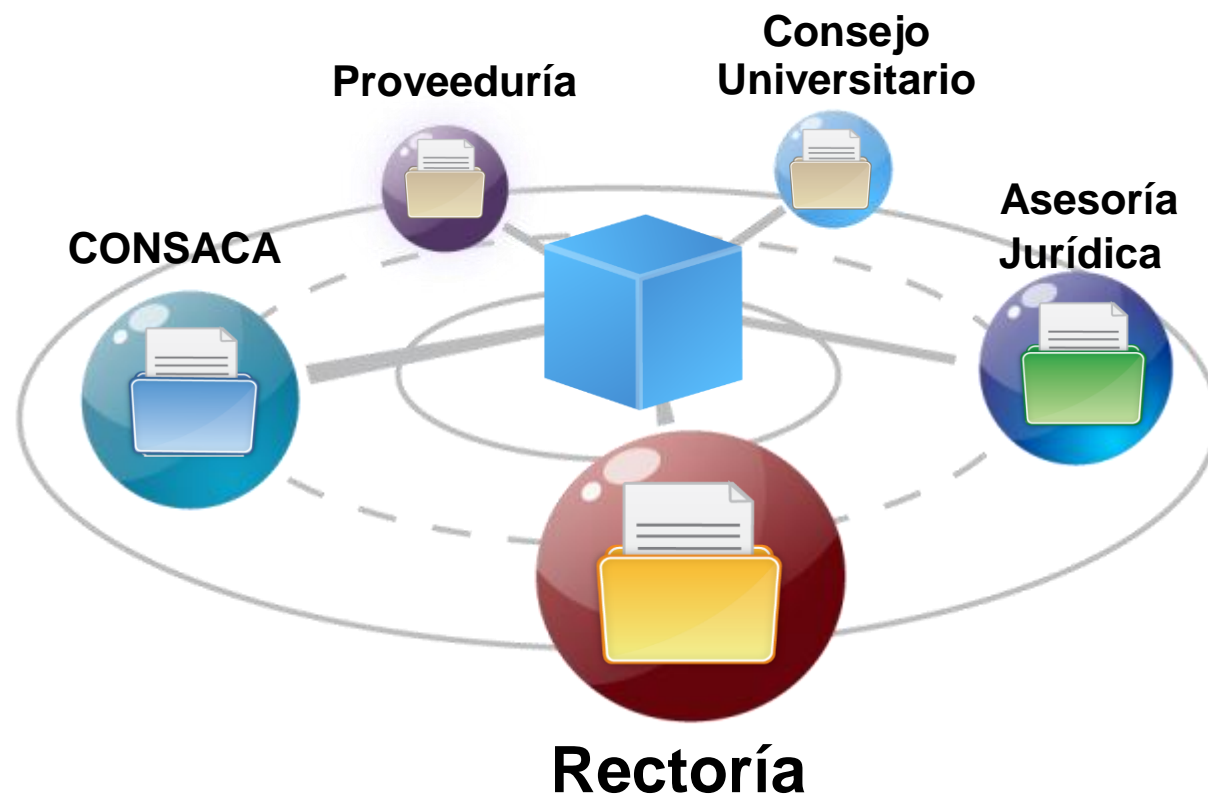 Consejo
Universitario
Proveeduría
Asesoría
Jurídica
CONSACA
Rectoría